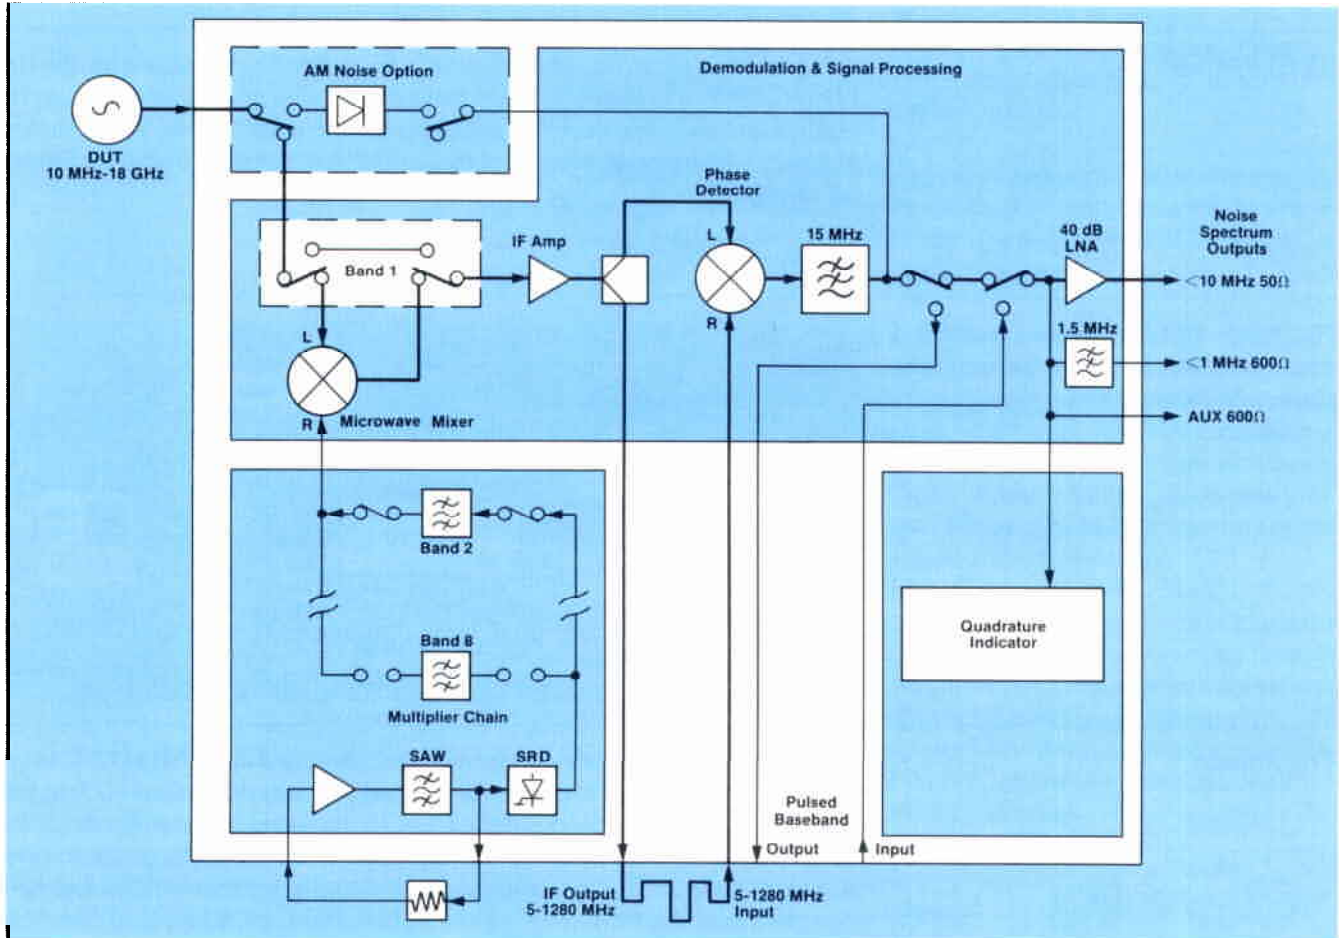 AM Noise Option
Demodulation & Signal Processing
DUT
10 MHz-18 GHz
Phase
Detector
L
R
IF Amp
15 MHz
40 dB
LNA
Noise
Spectrum
Outputs
<10 MHz 50Ω
1.5 MHz
<1 MHz 600Ω
AUX 600Ω
Band 1
L
R
Microwave Mixer
Band 2
Band 8
Multiplier Chain
SAW
SRD
Quadrature
Indicator
Pulsed
Baseband
Output
Input
IF Output
5-1280 MHz
5-1280 MHz
Input